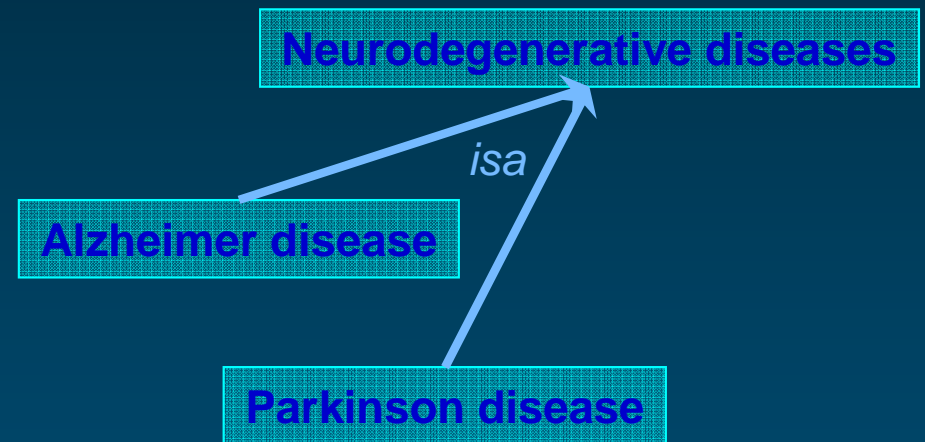 Neurodegenerative diseases
isa
Alzheimer disease
Parkinson disease